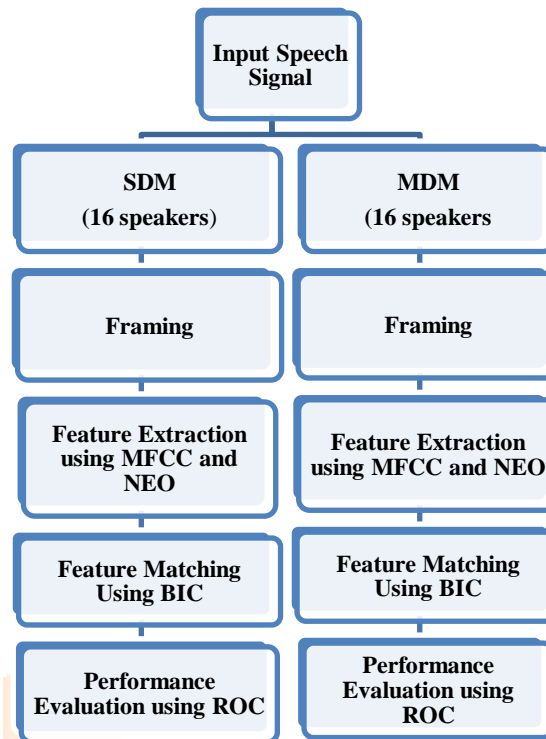 Input Speech
Signal
SDM
(16 speakers)
MDM
(16 speakers
Framing
Framing
Feature Extraction
using MFCC and
NEO
Feature Extraction
using MFCC and NEO
Feature Matching
Using BIC
Feature Matching
Using BIC
Performance
Evaluation using ROC
Performance
Evaluation using
ROC